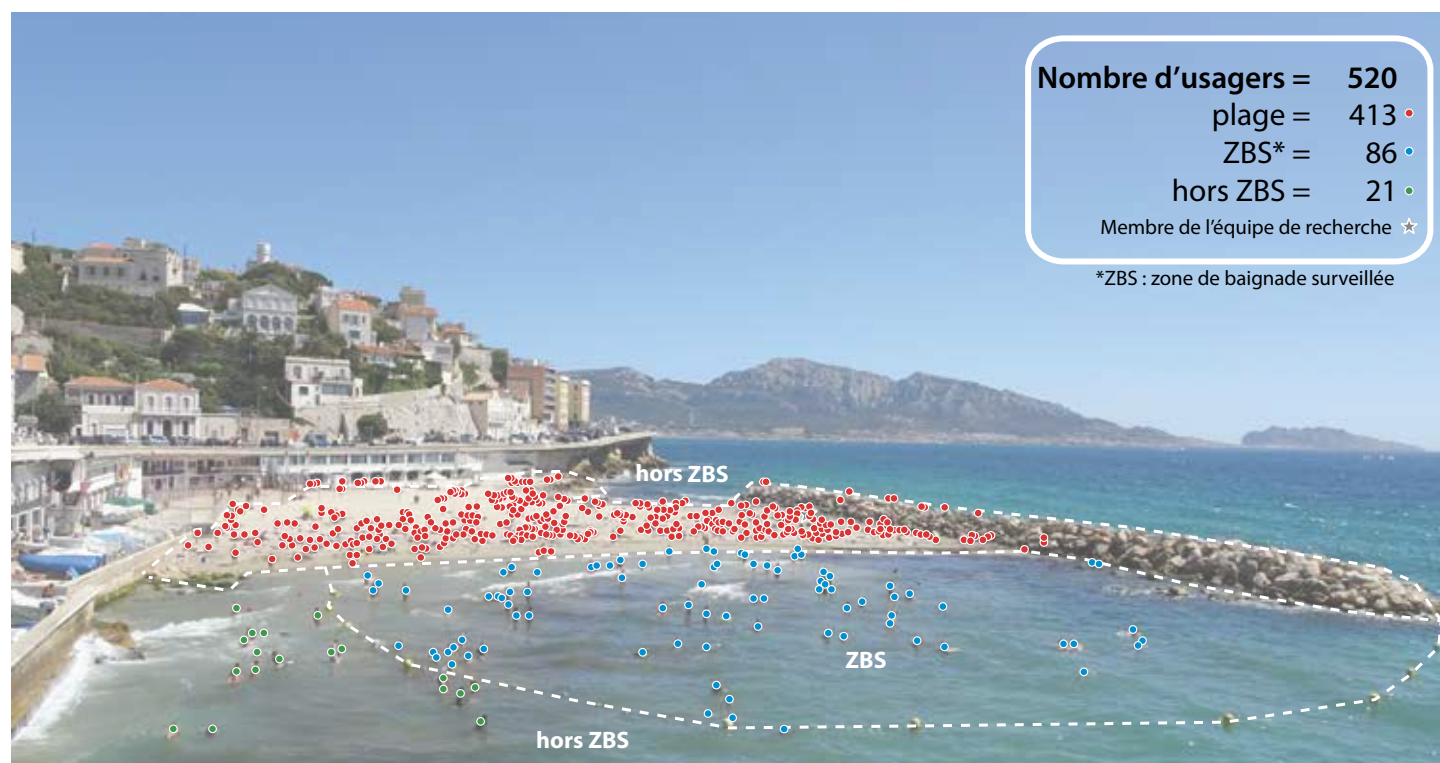 Nombre d'usagers = 520
plage = 413
ZBS* = 86
hors ZBS = 21
Membre de l'équipe de recherche
*ZBS : zone de baignade surveillée
hors ZBS
ZBS
hors ZBS